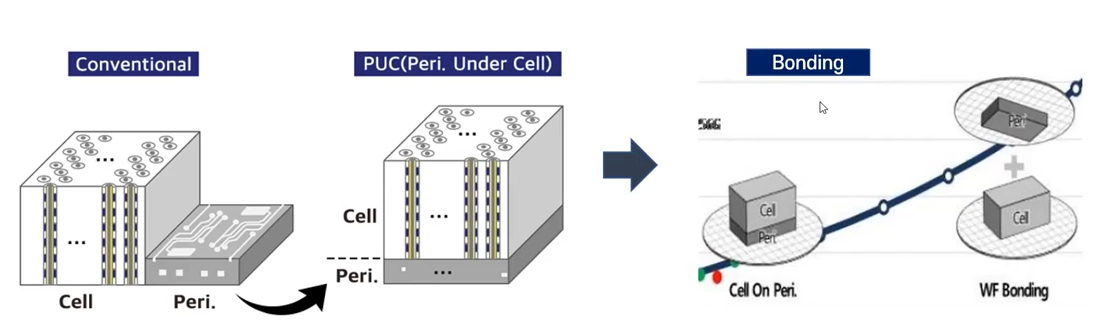 Conventional
PUC(Peri. Under Cell)
Bonding
Cell
Peri.
Cell
Peri.
Cell
Peri
Cell On Peri.
Peri
+
Cell
WF Bonding